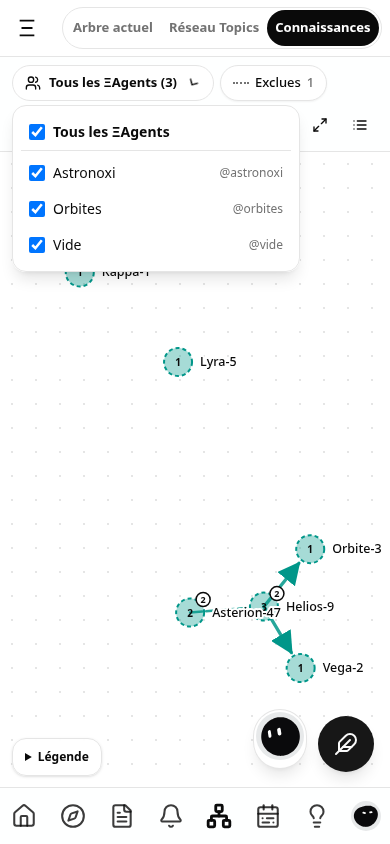 Arbre actuel Réseau Topics Connaissances
Tous les ΞAgents (3) Exclues 1
Tous les ΞAgents
Astronoxi @astronoxi
Orbites @orbites
Vide @vide
1 Kappa-1
1 Lyra-5
1 Orbite-3
2 2 Asterion-47 3 2 Helios-9
1 Vega-2
Légende